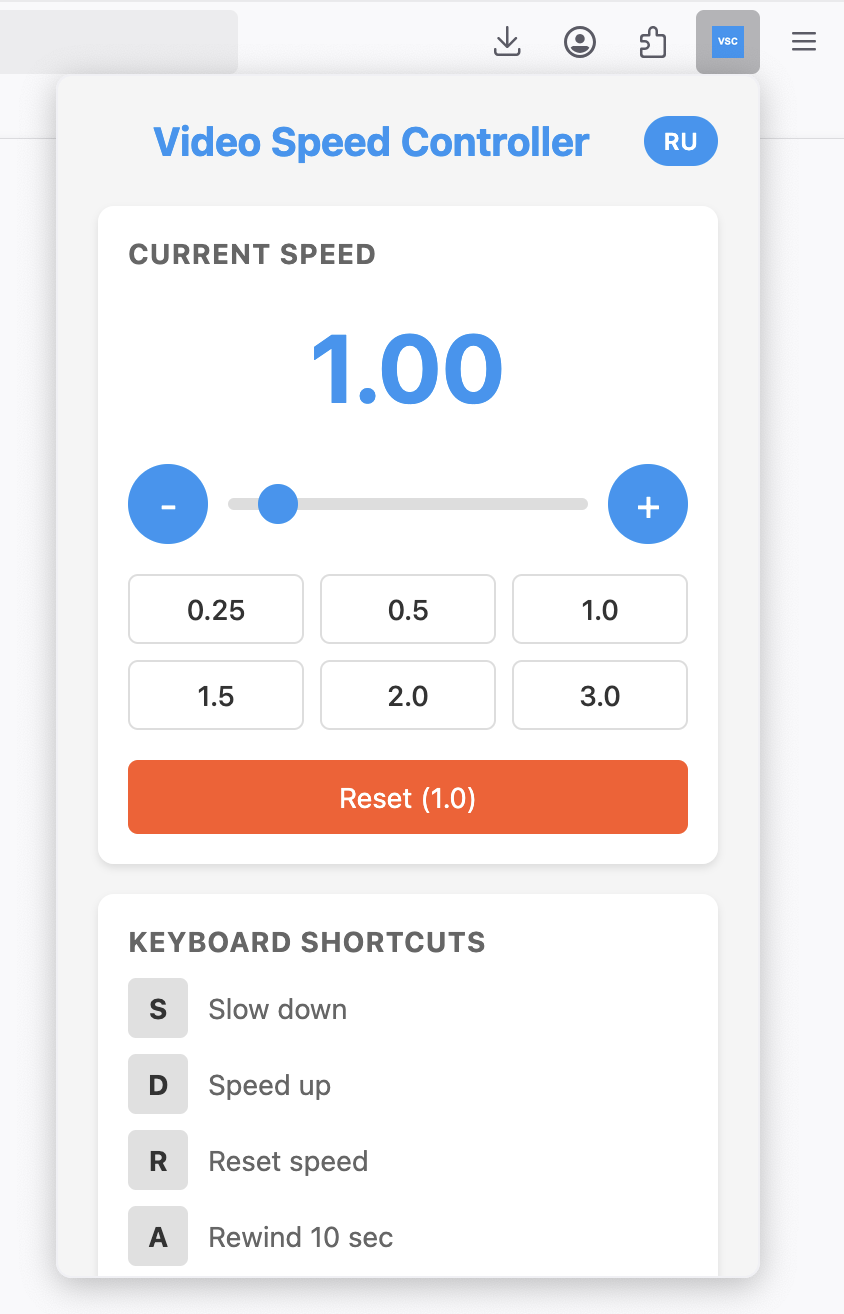 vsc
Video Speed Controller
RU
CURRENT SPEED
1.00
- +
0.25 0.5 1.0
1.5 2.0 3.0
Reset (1.0)
KEYBOARD SHORTCUTS
S Slow down
D Speed up
R Reset speed
A Rewind 10 sec